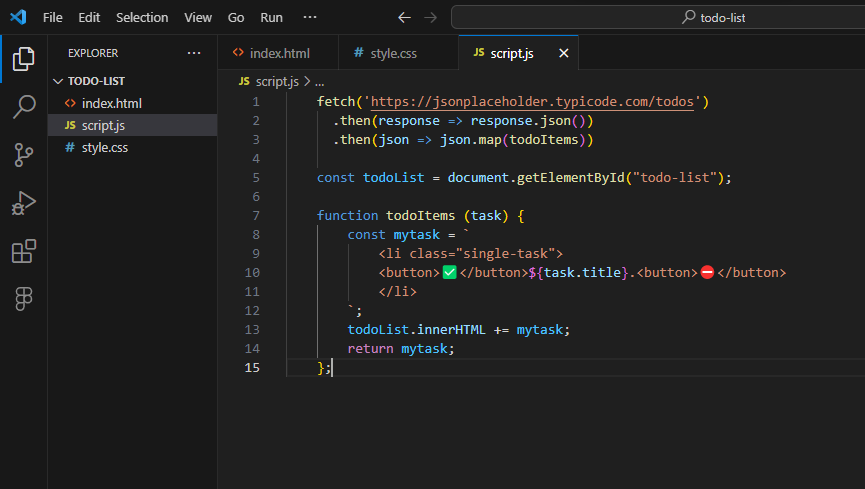 File Edit Selection View Go Run ··· todo-list
EXPLORER ···
TODO-LIST
<> index.html
JS script.js
# style.css
<> index.html # style.css JS script.js ×
JS script.js > ...
1 fetch('https://jsonplaceholder.typicode.com/todos')
2   .then(response => response.json())
3   .then(json => json.map(todoItems))
4
5 const todoList = document.getElementById("todo-list");
6
7 function todoItems (task) {
8     const mytask = `
9         <li class="single-task">
10         <button>✅</button>${task.title}.<button>⛔</button>
11         </li>
12     `;
13     todoList.innerHTML += mytask;
14     return mytask;
15 };